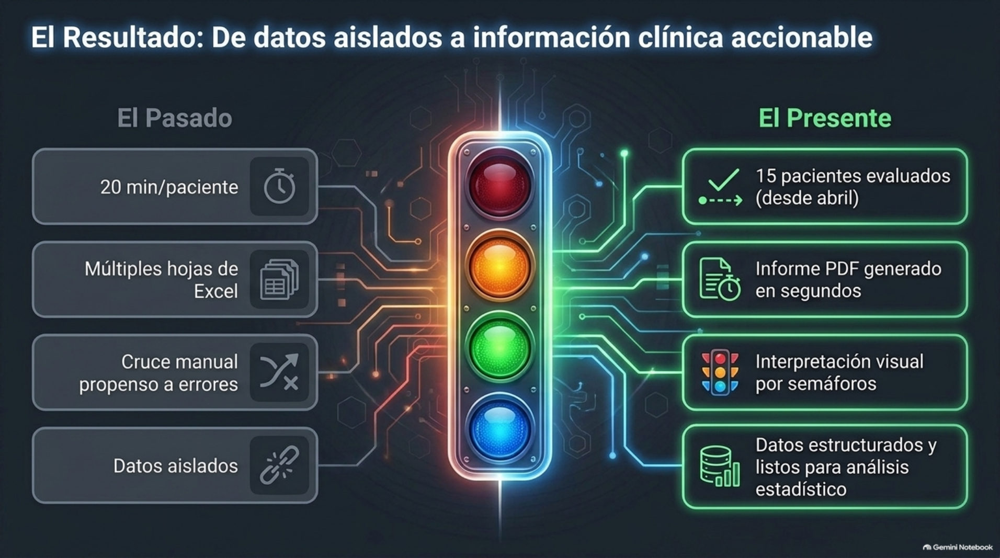 El Resultado: De datos aislados a información clínica accionable
El Pasado
20 min/paciente
Múltiples hojas de
Excel
Cruce manual
propenso a errores
Datos aislados
El Presente
15 pacientes evaluados
(desde abril)
Informe PDF generado
en segundos
Interpretación visual
por semáforos
Datos estructurados y
listos para análisis
estadístico
Gemini Notebook